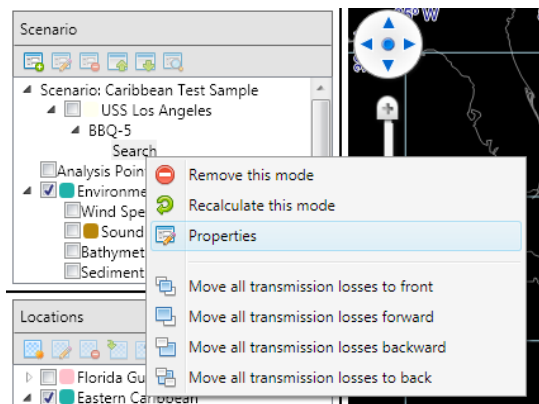 Scenario
Scenario: Caribbean Test Sample
USS Los Angeles
BBQ-5
Search
Analysis Poin
Environme
Wind Spe
Sound
Bathymet
Sediment
Remove this mode
Recalculate this mode
Properties
Move all transmission losses to front
Move all transmission losses forward
Move all transmission losses backward
Move all transmission losses to back
Locations
Florida Gu
Eastern Caribbean
5° W